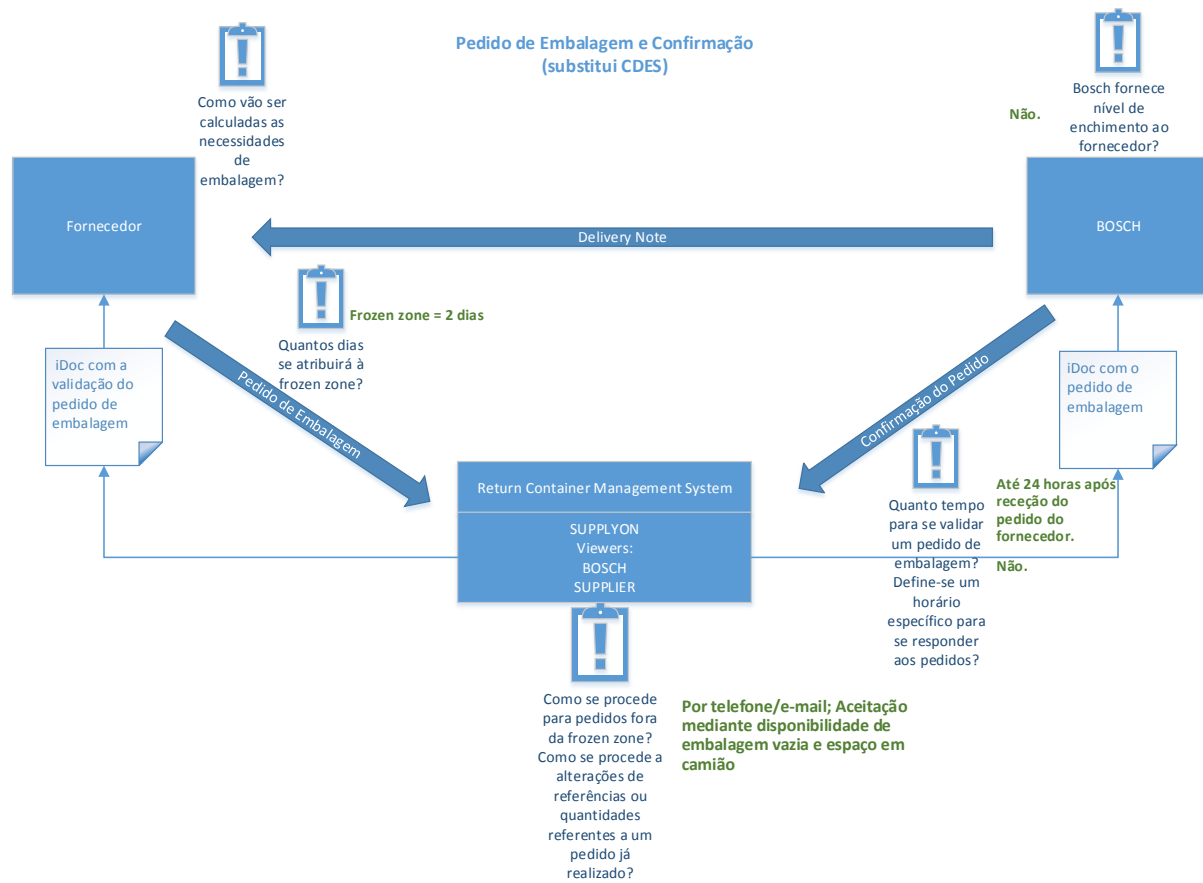 Pedido de Embalagem e Confirmação
(substitui CDES)
Como vão ser
calculadas as
necessidades
de
embalagem?
Não.
Bosch fornece
nível de
enchimento ao
fornecedor?
Fornecedor
BOSCH
Delivery Note
Frozen zone = 2 dias
Quantos dias
se atribuirá à
frozen zone?
iDoc com a
validação do
pedido de
embalagem
Pedido de Embalagem
Confirmação do Pedido
iDoc com o
pedido de
embalagem
Return Container Management System
SUPPLYON
Viewers:
BOSCH
SUPPLIER
Quanto tempo
para se validar
um pedido de
embalagem?
Define-se um
horário
específico para
se responder
aos pedidos?
Até 24 horas após
receção do
pedido do
fornecedor.
Não.
Como se procede
para pedidos fora
da frozen zone?
Como se procede a
alterações de
referências ou
quantidades
referentes a um
pedido já
realizado?
Por telefone/e-mail; Aceitação
mediante disponibilidade de
embalagem vazia e espaço em
camião